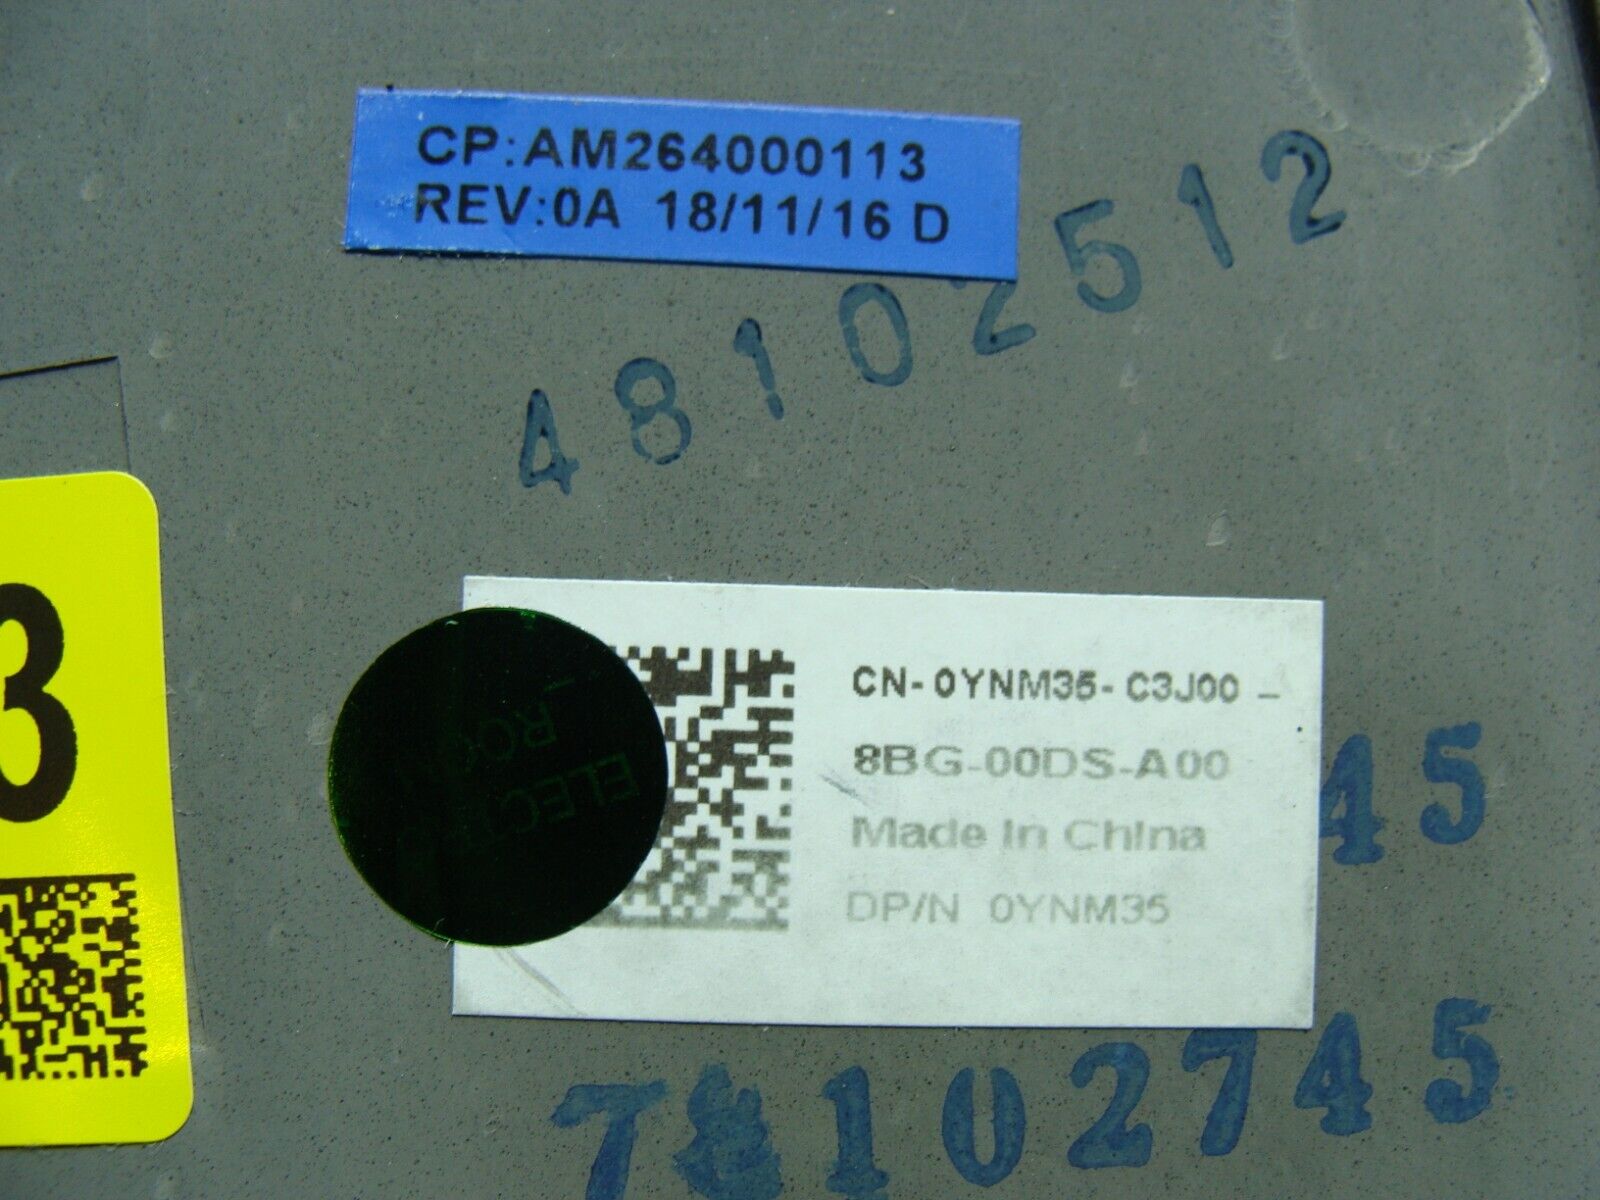 CP:AM264000113
REV:0A 18/11/16 D
48102512
3
CN-0YNM35-C3J00 -
8BG-00DS-A00
Made In China
DP/N 0YNM35
45
78102745